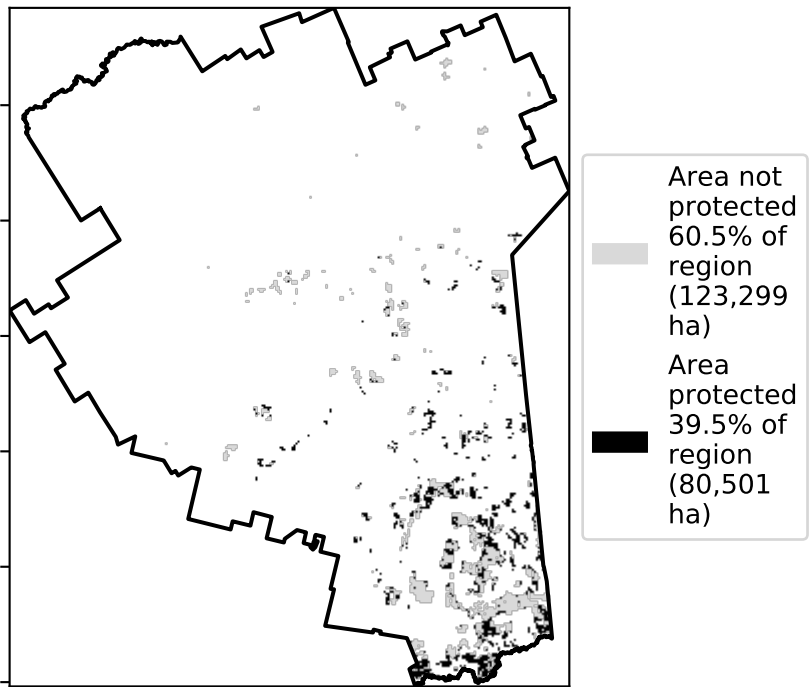 Area not
protected
60.5% of
region
(123,299
ha)
Area
protected
39.5% of
region
(80,501
ha)